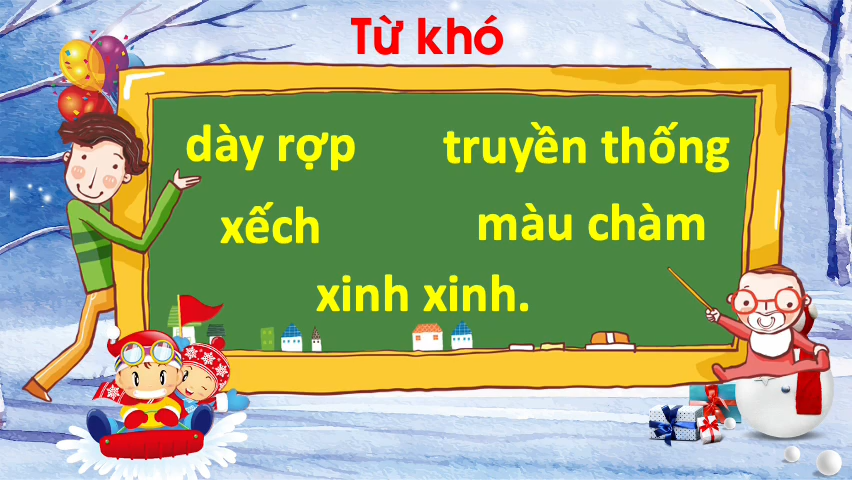 Từ khó
dày rợp truyền thống
xếch màu chàm
xinh xinh.